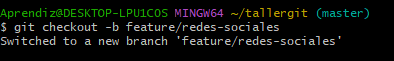 Aprendiz@DESKTOP-LPU1COS MINGW64 ~/tallergit (master)
$ git checkout -b feature/redes-sociales
Switched to a new branch 'feature/redes-sociales'